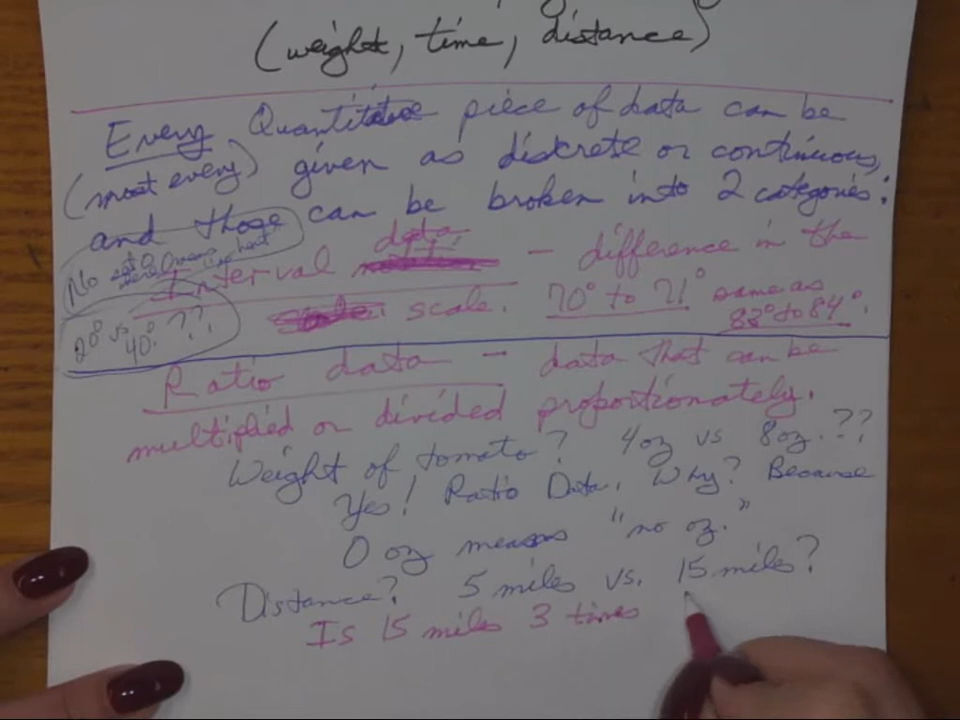 (weight, time, distance)
Every Quantitative piece of data can be
(most every) given as discrete or continuous,
and those can be broken into 2 categories:
Interval data - difference in the
scale. 70° to 71° same as
83° to 84°.
No set 0
20° vs
40°. ??
Ratio data - data that can be
multiplied or divided proportionately.
Weight of tomato? 4oz vs 8oz.??
Yes! Ratio Data. Why? Because
0 oz means "no oz."
Distance? 5 miles vs. 15 miles?
Is 15 miles 3 times